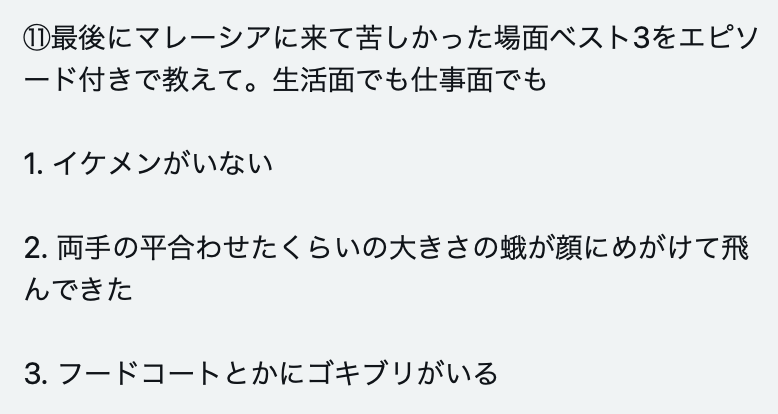 ⑪最後にマレーシアに来て苦しかった場面ベスト3をエピソ
ード付きで教えて。生活面でも仕事面でも
1. イケメンがいない
2. 両手の平合わせたくらいの大きさの蛾が顔にめがけて飛
んできた
3. フードコートとかにゴキブリがいる